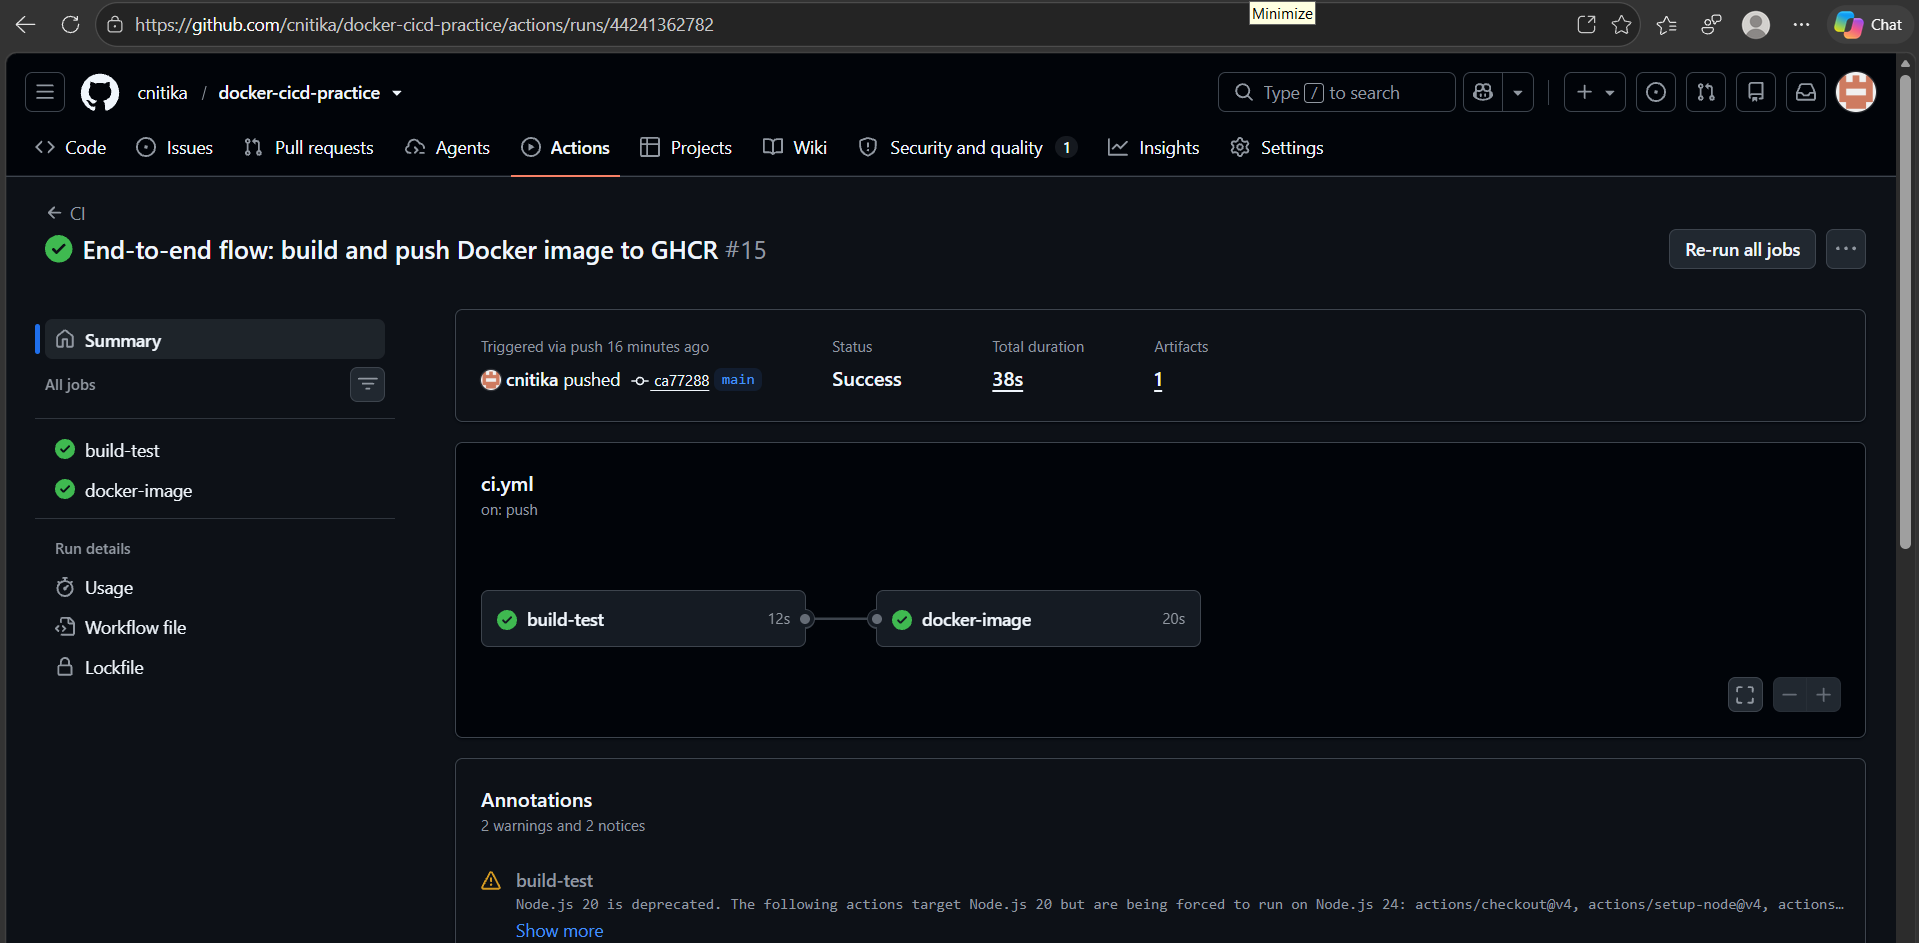 Minimize
https://github.com/cnitika/docker-cicd-practice/actions/runs/44241362782
Chat
cnitika / docker-cicd-practice
Type / to search
Code
Issues
Pull requests
Agents
Actions
Projects
Wiki
Security and quality 1
Insights
Settings
CI
End-to-end flow: build and push Docker image to GHCR #15
Re-run all jobs
Summary
All jobs
build-test
docker-image
Run details
Usage
Workflow file
Lockfile
Triggered via push 16 minutes ago
cnitika pushed ca77288 main
Status
Success
Total duration
38s
Artifacts
1
ci.yml
on: push
build-test 12s
docker-image 20s
Annotations
2 warnings and 2 notices
build-test
Node.js 20 is deprecated. The following actions target Node.js 20 but are being forced to run on Node.js 24: actions/checkout@v4, actions/setup-node@v4, actions…
Show more